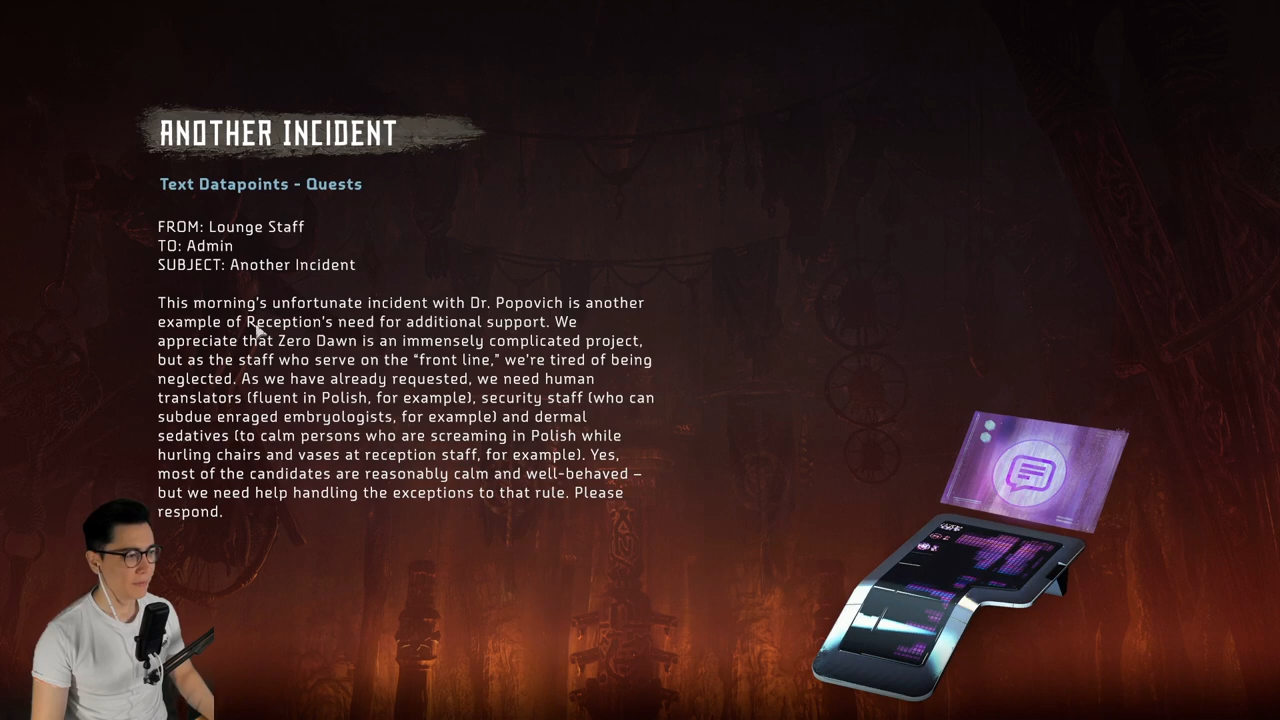 ANOTHER INCIDENT
Text Datapoints - Quests
FROM: Lounge Staff
TO: Admin
SUBJECT: Another Incident
This morning's unfortunate incident with Dr. Popovich is another
example of Reception's need for additional support. We
appreciate that Zero Dawn is an immensely complicated project,
but as the staff who serve on the “front line,” we're tired of being
neglected. As we have already requested, we need human
translators (fluent in Polish, for example), security staff (who can
subdue enraged embryologists, for example) and dermal
sedatives (to calm persons who are screaming in Polish while
hurling chairs and vases at reception staff, for example). Yes,
most of the candidates are reasonably calm and well-behaved –
but we need help handling the exceptions to that rule. Please
respond.